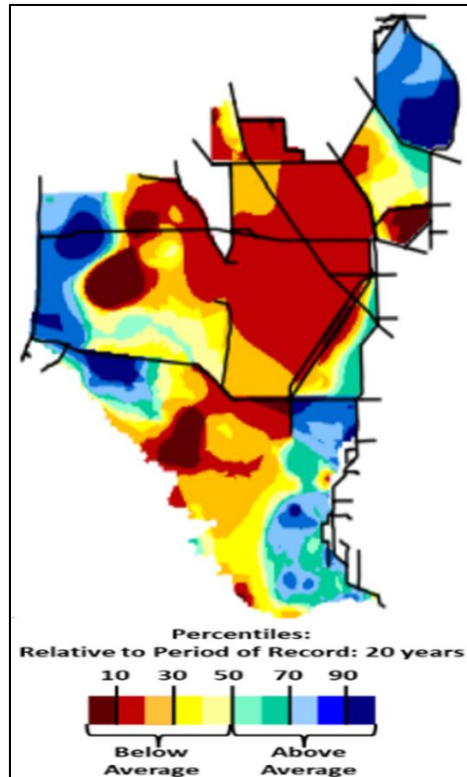 Percentiles:
Relative to Period of Record: 20 years
10 30 50 70 90
Below Average
Above Average